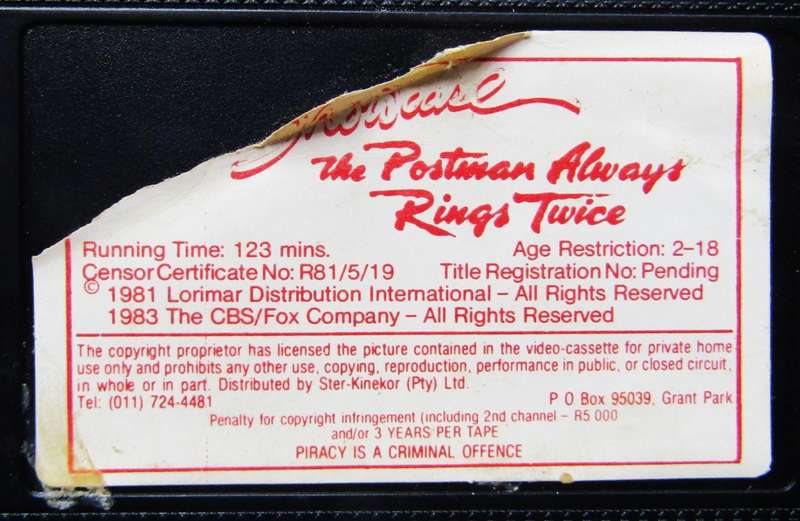 Showcase
The Postman Always
Rings Twice
Running Time: 123 mins. Age Restriction: 2-18
Censor Certificate No: R81/5/19 Title Registration No: Pending
© 1981 Lorimar Distribution International – All Rights Reserved
1983 The CBS/Fox Company – All Rights Reserved
The copyright proprietor has licensed the picture contained in the video-cassette for private home
use only and prohibits any other use, copying, reproduction, performance in public, or closed circuit,
in whole or in part. Distributed by Ster-Kinekor (Pty) Ltd.
Tel: (011) 724-4481 P O Box 95039, Grant Park
Penalty for copyright infringement (including 2nd channel – R5 000
and/or 3 YEARS PER TAPE
PIRACY IS A CRIMINAL OFFENCE